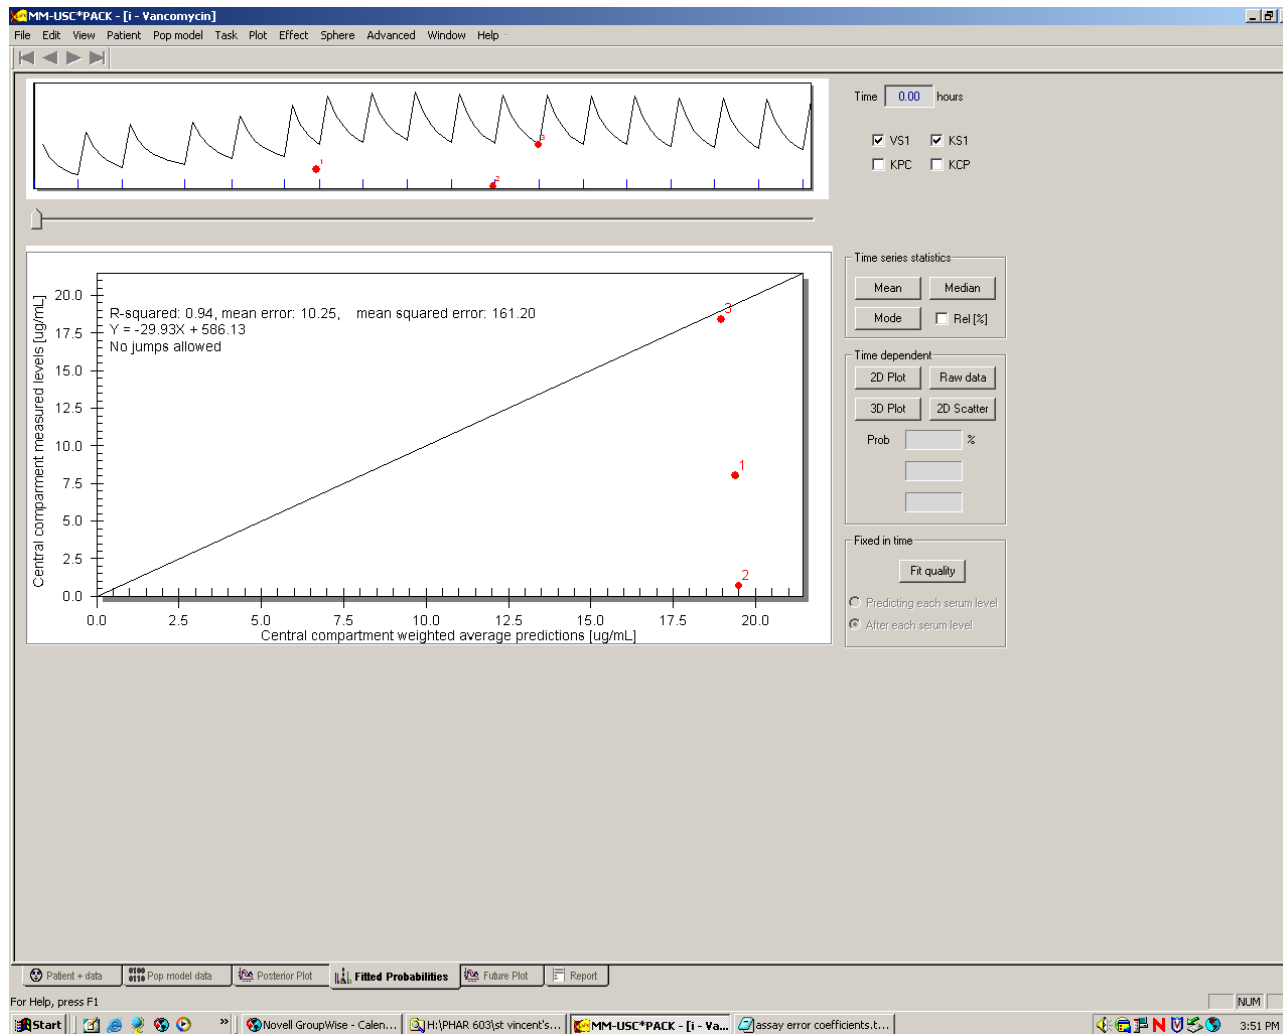 MM-USC*PACK - [i - Vancomycin]
File Edit View Patient Pop model Task Plot Effect Sphere Advanced Window Help
1
2
3
Time 0.00 hours
VS1 KS1
KPC KCP
R-squared: 0.94, mean error: 10.25, mean squared error: 161.20
Y = -29.93X + 586.13
No jumps allowed
Central comparment measured levels [ug/mL]
20.0
17.5
15.0
12.5
10.0
7.5
5.0
2.5
0.0
3
1
2
0.0 2.5 5.0 7.5 10.0 12.5 15.0 17.5 20.0
Central compartment weighted average predictions [ug/mL]
Time series statistics
Mean Median
Mode Rel [%]
Time dependent
2D Plot Raw data
3D Plot 2D Scatter
Prob %
Fixed in time
Fit quality
Predicting each serum level
After each serum level
Patient + data 0100 0110 Pop model data Posterior Plot Fitted Probabilities Future Plot Report
For Help, press F1
NUM
Start » Novell GroupWise - Calen... H:\PHAR 603\st vincent's... MM-USC*PACK - [i - Va... assay error coefficients.t... 3:51 PM